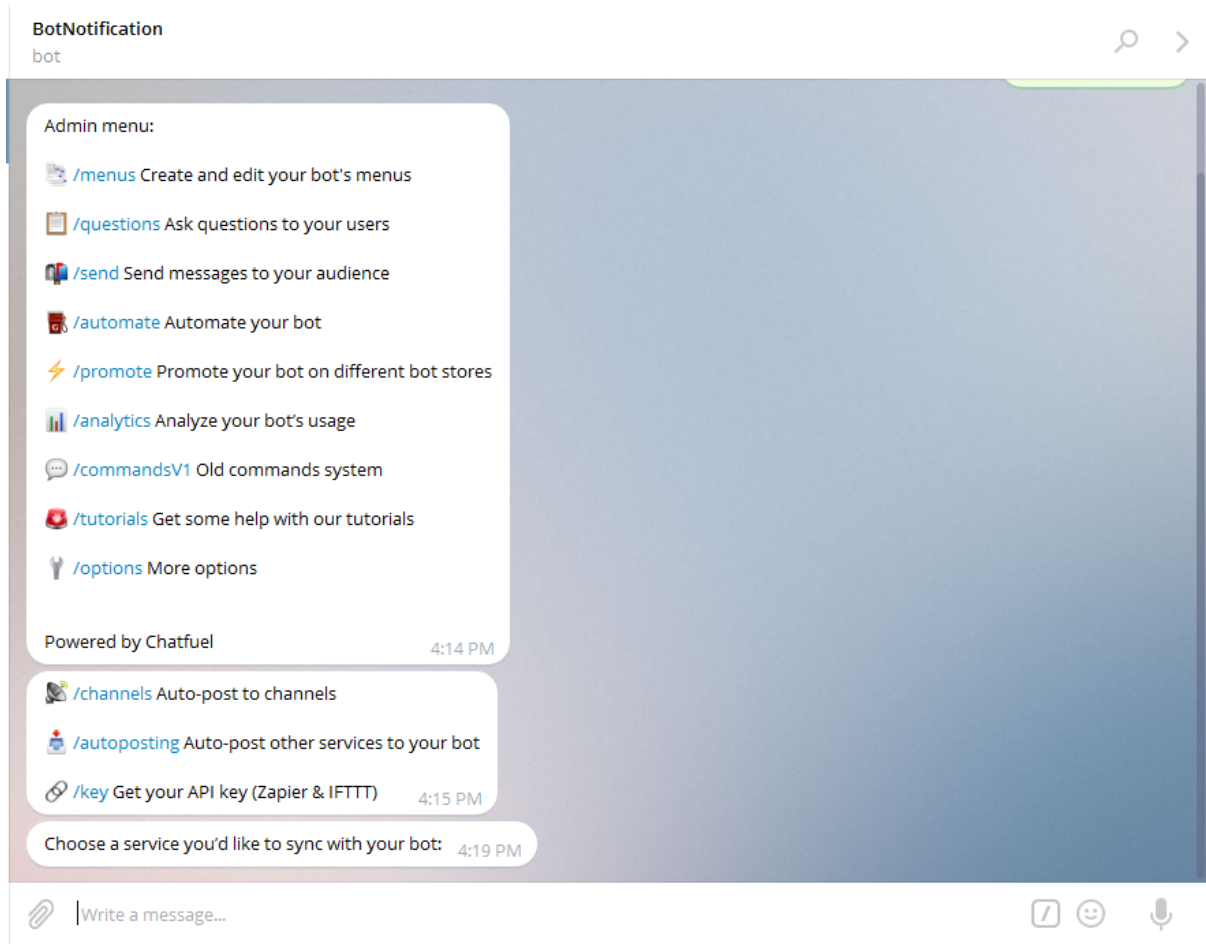 BotNotification
bot
Admin menu:
/menus Create and edit your bot's menus
/questions Ask questions to your users
/send Send messages to your audience
/automate Automate your bot
/promote Promote your bot on different bot stores
/analytics Analyze your bot’s usage
/commandsV1 Old commands system
/tutorials Get some help with our tutorials
/options More options
Powered by Chatfuel
4:14 PM
/channels Auto-post to channels
/autoposting Auto-post other services to your bot
/key Get your API key (Zapier & IFTTT)
4:15 PM
Choose a service you’d like to sync with your bot:
4:19 PM
Write a message...